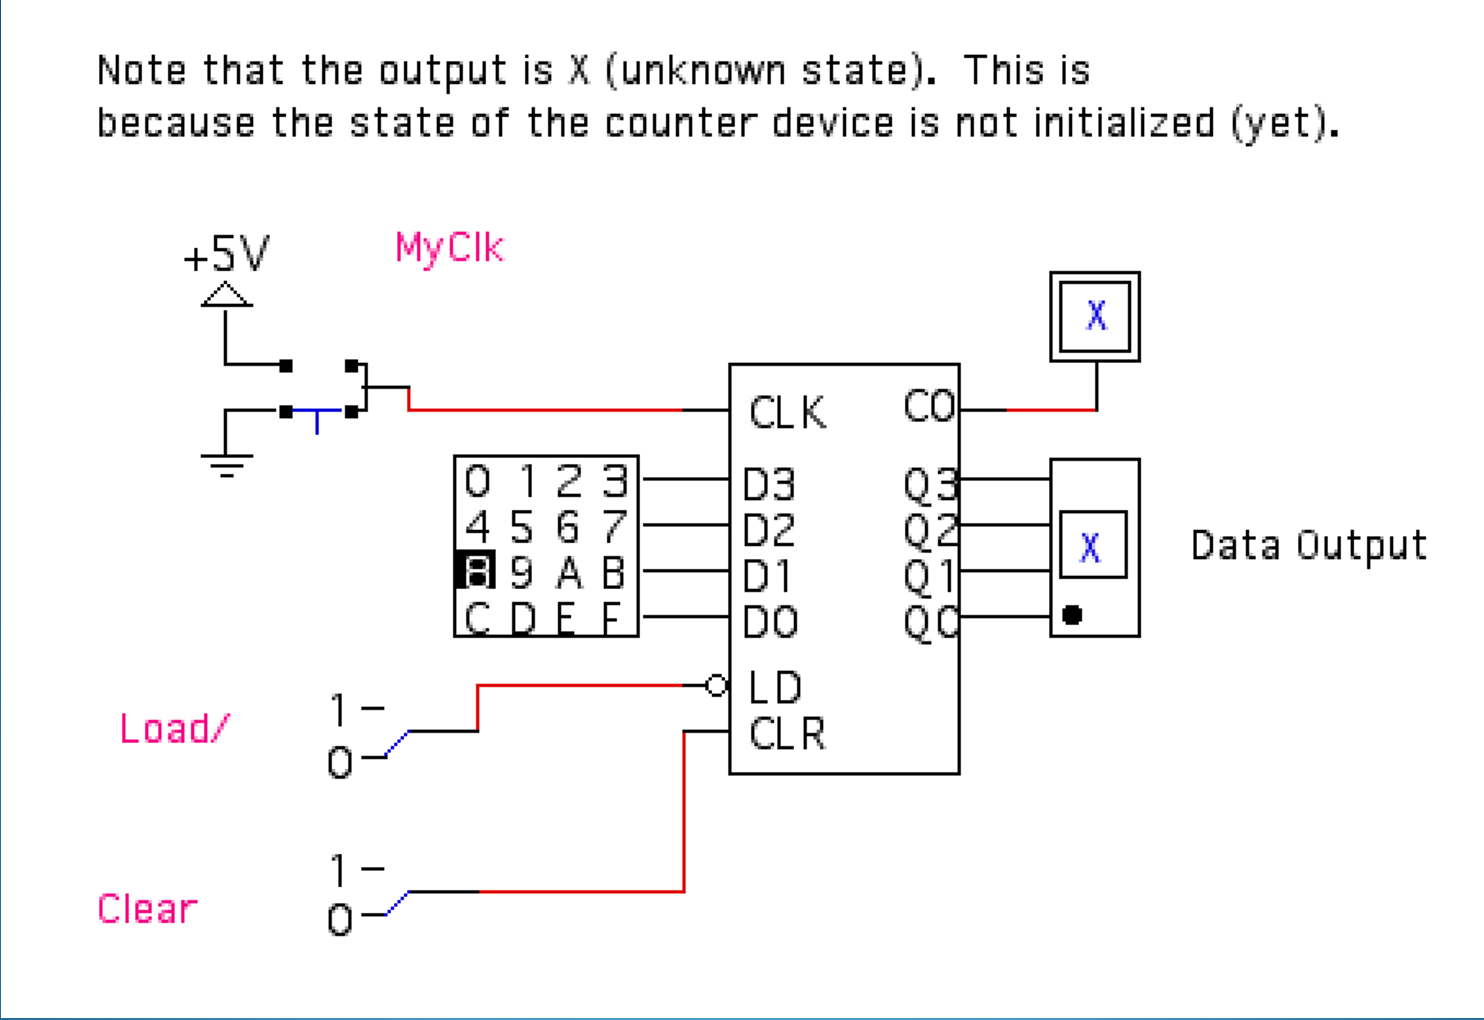 Note that the output is X (unknown state).  This is
because the state of the counter device is not initialized (yet).
+5V
MyClk
X
CLK
CO
0 1 2 3
4 5 6 7
8 9 A B
C D E F
D3
D2
D1
D0
Q3
Q2
Q1
Q0
X
Data Output
LD
CLR
Load/
1
0
Clear
1
0